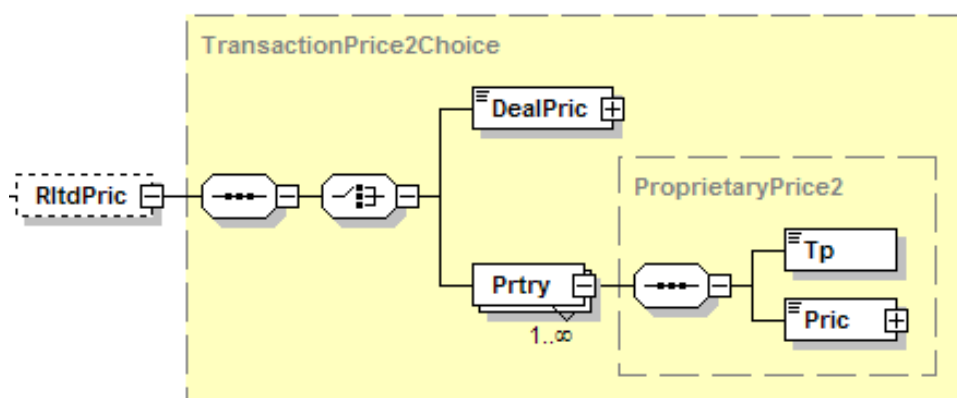 TransactionPrice2Choice
DealPric
RltdPric
ProprietaryPrice2
Tp
Prtry
Pric
1..∞